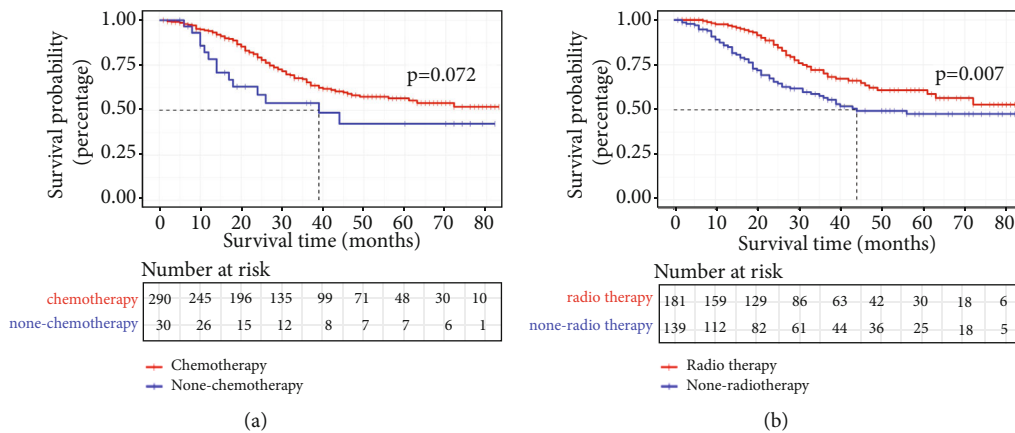 (a)
Survival probability
(percentage)
1.00
0.75
0.50
0.25
0.00
p=0.072
0 10 20 30 40 50 60 70 80
Survival time (months)
Number at risk
chemotherapy 290 245 196 135 99 71 48 30 10
none-chemotherapy 30 26 15 12 8 7 7 6 1
Chemotherapy
None-chemotherapy
(a)
(b)
Survival probability
(percentage)
1.00
0.75
0.50
0.25
0.00
p=0.007
0 10 20 30 40 50 60 70 80
Survival time (months)
Number at risk
radio therapy 181 159 129 86 63 42 30 18 6
none-radio therapy 139 112 82 61 44 36 25 18 5
Radio therapy
None-radiotherapy
(b)